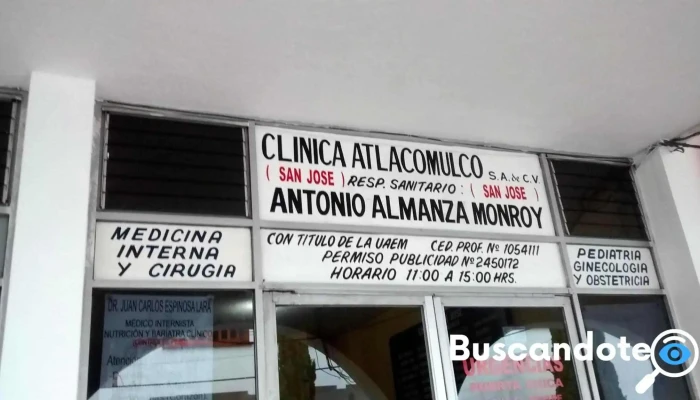 CLINICA ATLACOMULCO S.A. de C.V.
( SAN JOSE ) RESP. SANITARIO : ( SAN JOSE )
ANTONIO ALMANZA MONROY
MEDICINA
INTERNA
Y CIRUGIA
CON TITULO DE LA UAEM CED. PROF. Nº 1054111
PERMISO PUBLICIDAD Nº 2450172
HORARIO 11:00 A 15:00 HRS.
PEDIATRIA
GINECOLOGIA
Y OBSTETRICIA
DR. JUAN CARLOS ESPINOSA LARA
MEDICO INTERNISTA
NUTRICIÓN Y BARIATRA CLÍNICO
URGENCIAS
Buscandote